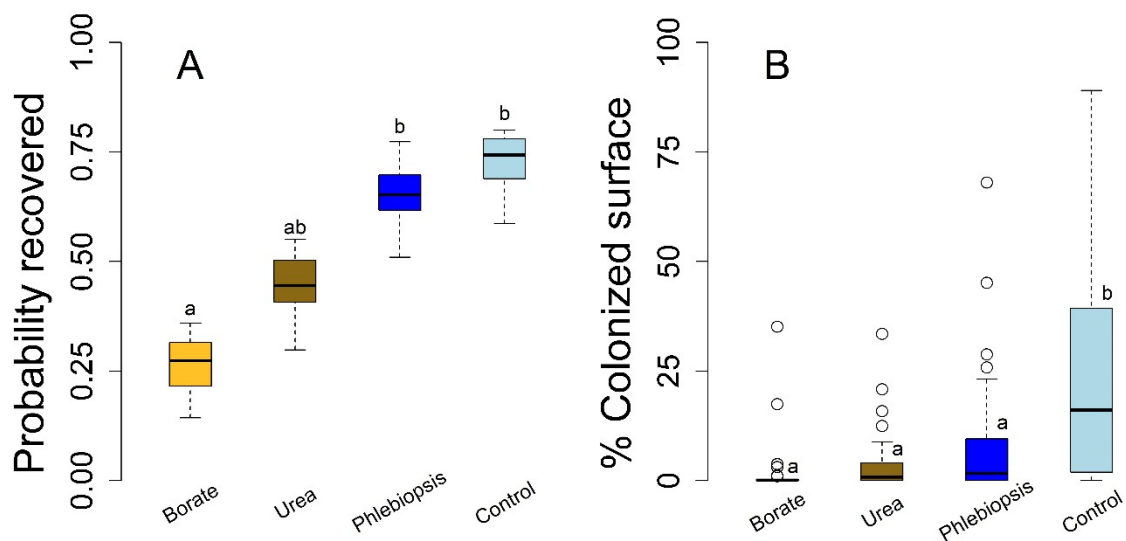 A
Probability recovered
1.00
0.75
0.50
0.25
0.00
a
ab
b
b
Borate
Urea
Phlebiopsis
Control
B
% Colonized surface
100
75
50
25
0
a
a
a
b
Borate
Urea
Phlebiopsis
Control